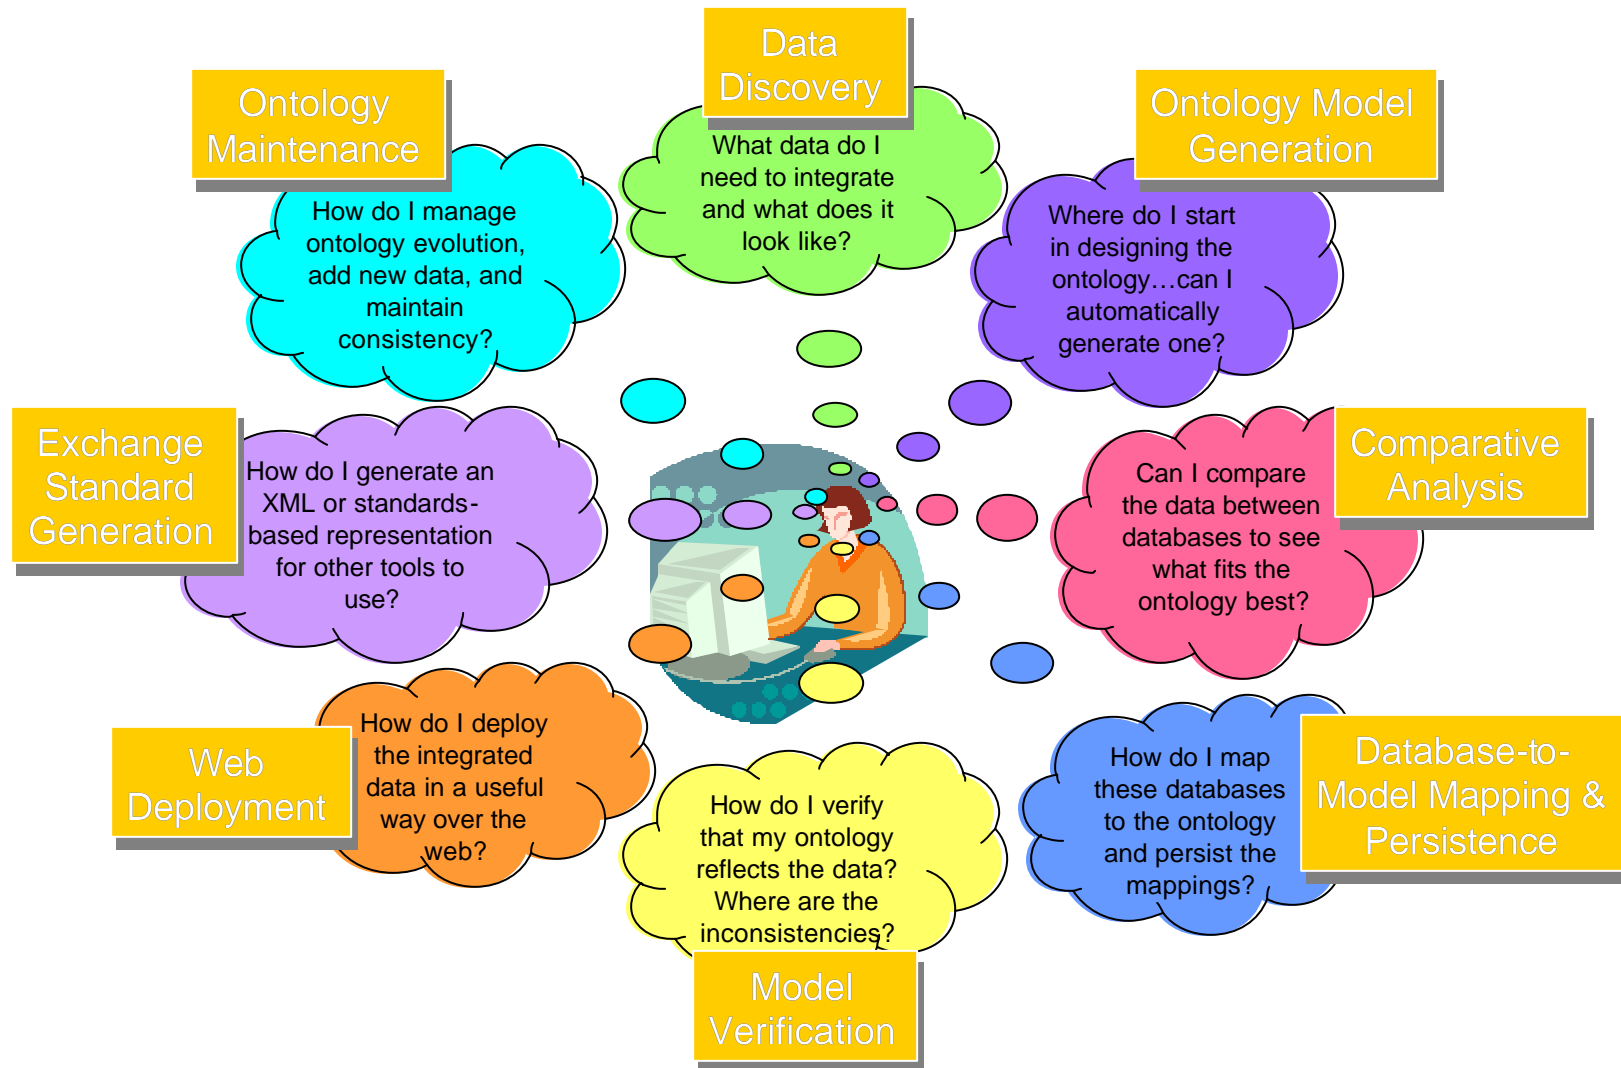 Data
Discovery
What data do I
need to integrate
and what does it
look like?
Ontology Model
Generation
Where do I start
in designing the
ontology…can I
automatically
generate one?
Comparative
Analysis
Can I compare
the data between
databases to see
what fits the
ontology best?
Database-to-
Model Mapping &
Persistence
How do I map
these databases
to the ontology
and persist the
mappings?
How do I verify
that my ontology
reflects the data?
Where are the
inconsistencies?
Model
Verification
Web
Deployment
How do I deploy
the integrated
data in a useful
way over the
web?
Exchange
Standard
Generation
How do I generate an
XML or standards-
based representation
for other tools to
use?
Ontology
Maintenance
How do I manage
ontology evolution,
add new data, and
maintain
consistency?